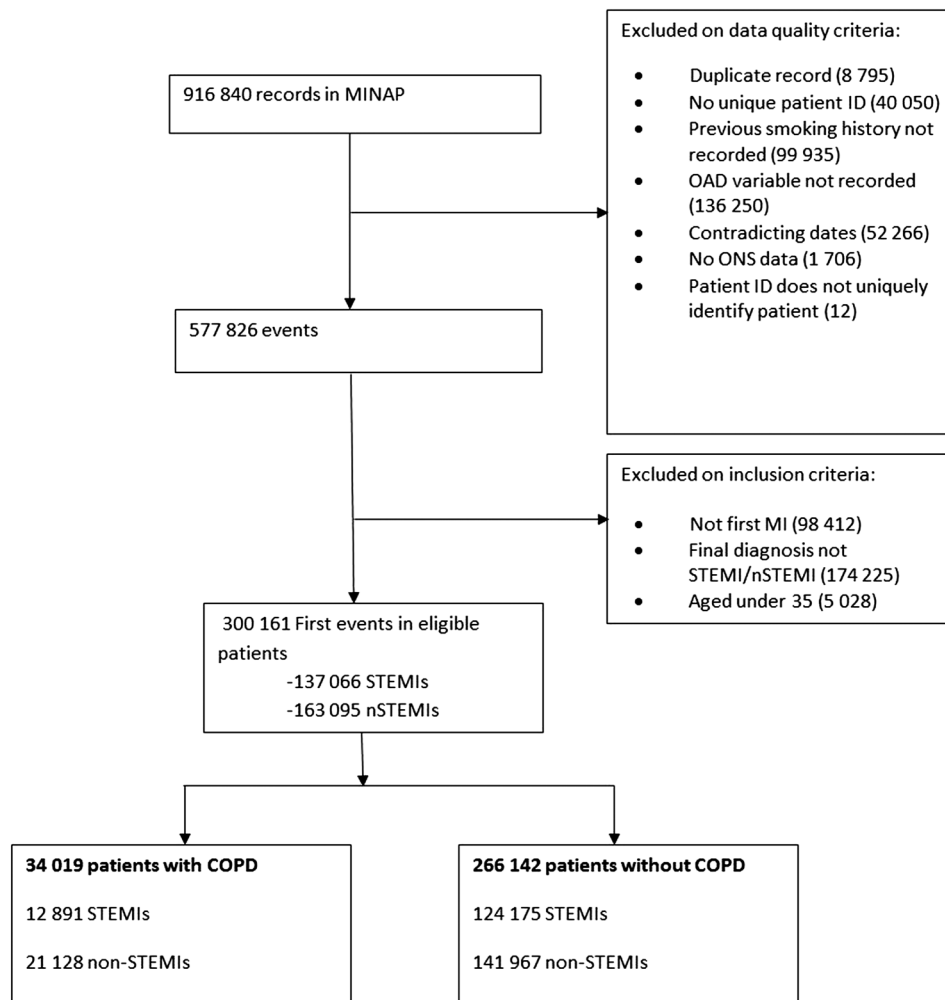 916 840 records in MINAP
Excluded on data quality criteria:
• Duplicate record (8 795)
• No unique patient ID (40 050)
• Previous smoking history not
recorded (99 935)
• OAD variable not recorded
(136 250)
• Contradicting dates (52 266)
• No ONS data (1 706)
• Patient ID does not uniquely
identify patient (12)
577 826 events
Excluded on inclusion criteria:
• Not first MI (98 412)
• Final diagnosis not
STEMI/nSTEMI (174 225)
• Aged under 35 (5 028)
300 161 First events in eligible
patients
-137 066 STEMIs
-163 095 nSTEMIs
34 019 patients with COPD
12 891 STEMIs
21 128 non-STEMIs
266 142 patients without COPD
124 175 STEMIs
141 967 non-STEMIs